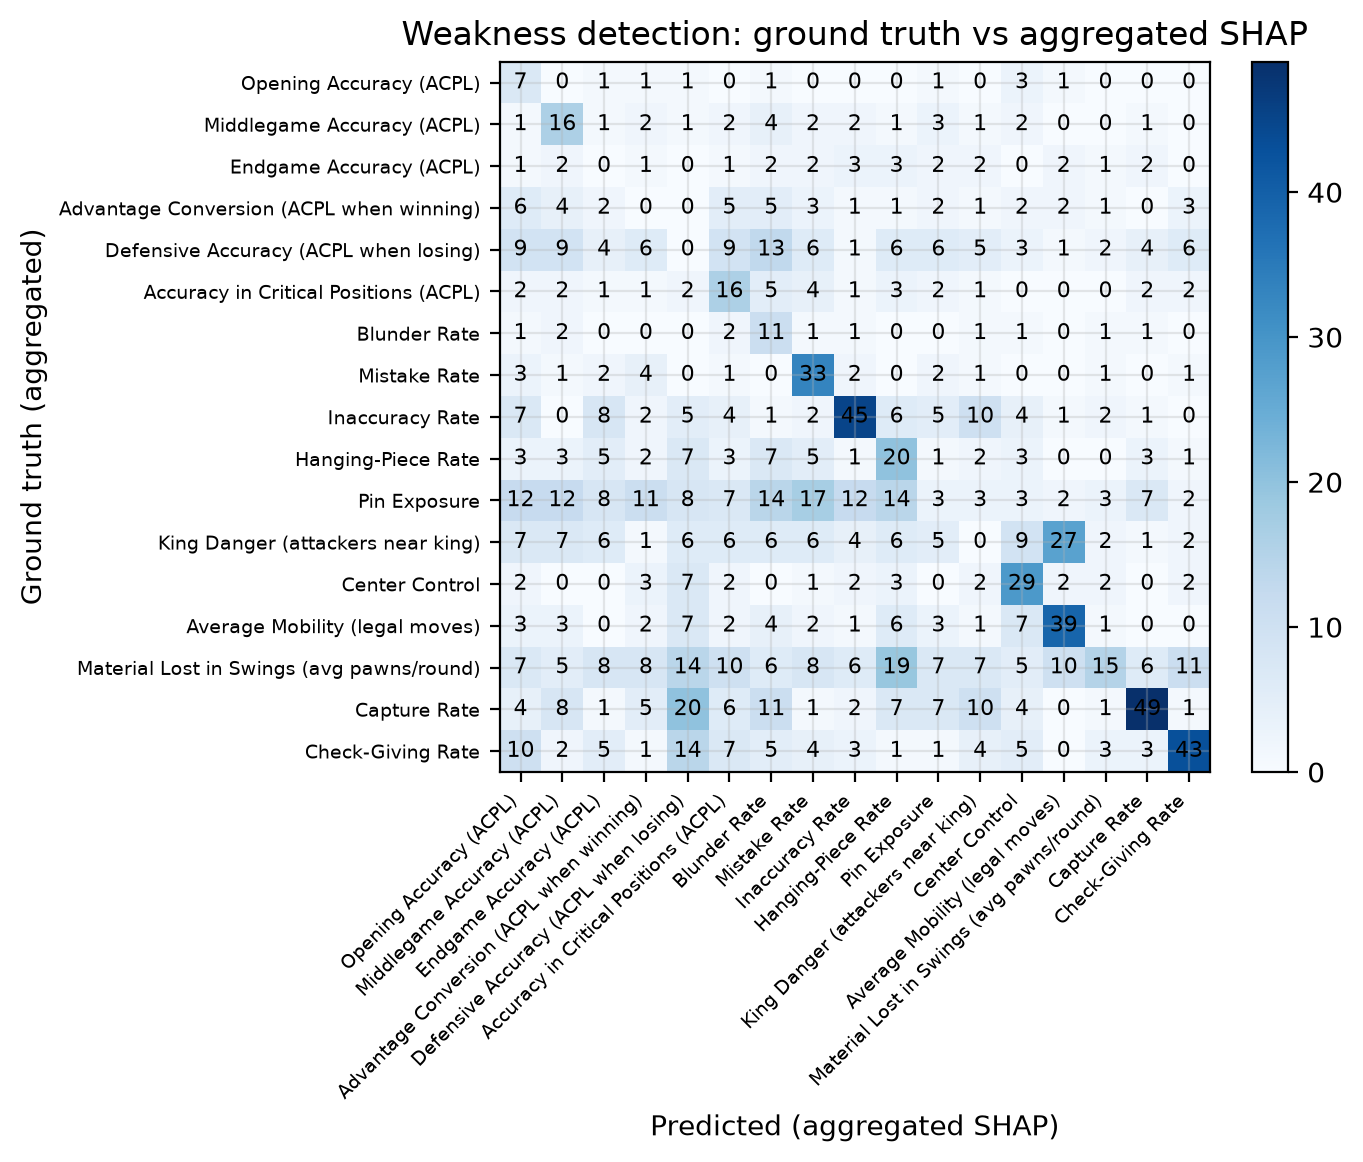 Weakness detection: ground truth vs aggregated SHAP
Ground truth (aggregated)
Opening Accuracy (ACPL) 7 0 1 1 1 0 1 0 0 0 1 0 3 1 0 0 0
Middlegame Accuracy (ACPL) 1 16 1 2 1 2 4 2 2 1 3 1 2 0 0 1 0
Endgame Accuracy (ACPL) 1 2 0 1 0 1 2 2 3 3 2 2 0 2 1 2 0
Advantage Conversion (ACPL when winning) 6 4 2 0 0 5 5 3 1 1 2 1 2 2 1 0 3
Defensive Accuracy (ACPL when losing) 9 9 4 6 0 9 13 6 1 6 6 5 3 1 2 4 6
Accuracy in Critical Positions (ACPL) 2 2 1 1 2 16 5 4 1 3 2 1 0 0 0 2 2
Blunder Rate 1 2 0 0 0 2 11 1 1 0 0 1 1 0 1 1 0
Mistake Rate 3 1 2 4 0 1 0 33 2 0 2 1 0 0 1 0 1
Inaccuracy Rate 7 0 8 2 5 4 1 2 45 6 5 10 4 1 2 1 0
Hanging-Piece Rate 3 3 5 2 7 3 7 5 1 20 1 2 3 0 0 3 1
Pin Exposure 12 12 8 11 8 7 14 17 12 14 3 3 3 2 3 7 2
King Danger (attackers near king) 7 7 6 1 6 6 6 6 4 6 5 0 9 27 2 1 2
Center Control 2 0 0 3 7 2 0 1 2 3 0 2 29 2 2 0 2
Average Mobility (legal moves) 3 3 0 2 7 2 4 2 1 6 3 1 7 39 1 0 0
Material Lost in Swings (avg pawns/round) 7 5 8 8 14 10 6 8 6 19 7 7 5 10 15 6 11
Capture Rate 4 8 1 5 20 6 11 1 2 7 7 10 4 0 1 49 1
Check-Giving Rate 10 2 5 1 14 7 5 4 3 1 1 4 5 0 3 3 43
40
30
20
10
0
Opening Accuracy (ACPL)
Middlegame Accuracy (ACPL)
Endgame Accuracy (ACPL)
Advantage Conversion (ACPL when winning)
Defensive Accuracy (ACPL when losing)
Accuracy in Critical Positions (ACPL)
Blunder Rate
Mistake Rate
Inaccuracy Rate
Hanging-Piece Rate
Pin Exposure
King Danger (attackers near king)
Center Control
Average Mobility (legal moves)
Material Lost in Swings (avg pawns/round)
Capture Rate
Check-Giving Rate
Predicted (aggregated SHAP)